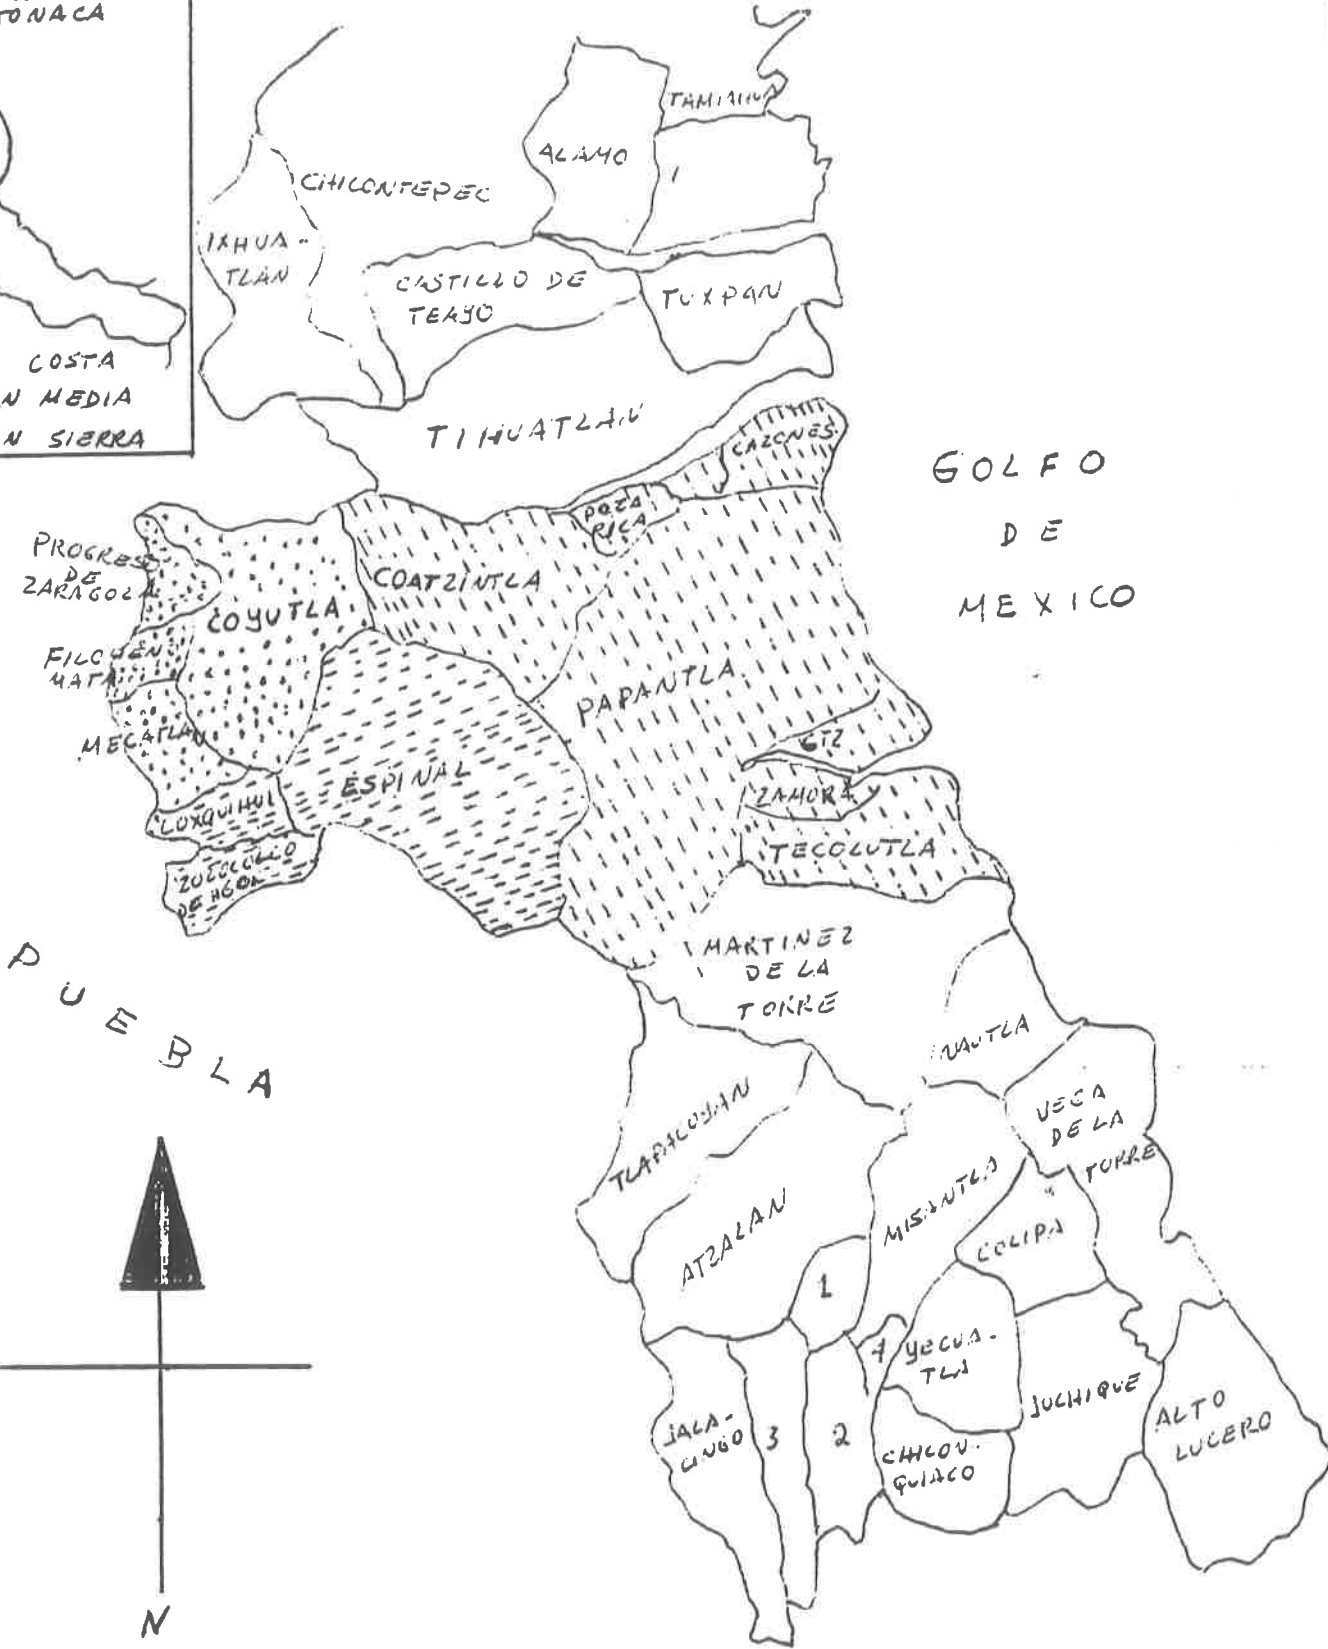 TONACA
COSTA
N MEDIA
N SIERRA
TAMIAHUA
ALAMO
CHICONTEPEC
IXHUA-
TLAN
CASTILLO DE
TEAYO
TUXPAN
TIHUATLAN
CAZONES
POZA
RICA
GOLFO
DE
MEXICO
PROGRESO
DE
ZARAGOZA
COYUTLA
COATZINTLA
FILOMEN
MATA
MECATLAN
PAPANTLA
GTZ
ZAMORA
ESPINAL
COXQUIHUI
TECOLUTLA
ZOZOCOLCO
DE HGO
MARTINEZ
DE LA
TORRE
PUEBLA
NAUTLA
VEGA
DE LA
TORRE
TLAPACOYAN
ATZALAN
MISANTLA
COLIPA
1
4
YECUA-
TLA
JUCHIQUE
ALTO
LUCERO
JALA-
CINGO
3
2
CHICON-
QUIACO
N